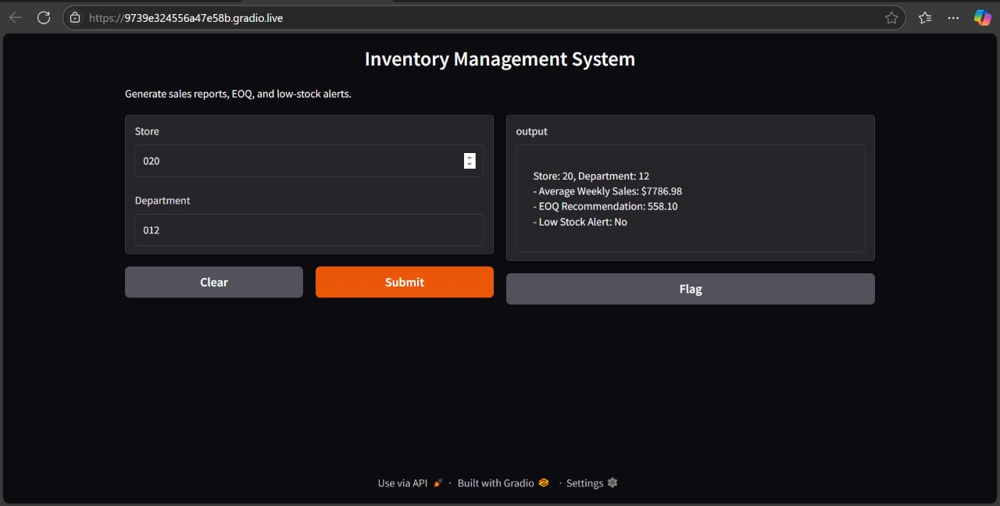 https://9739e324556a47e58b.gradio.live
Inventory Management System
Generate sales reports, EOQ, and low-stock alerts.
Store
020
Department
012
Clear
Submit
output
Store: 20, Department: 12
- Average Weekly Sales: $7786.98
- EOQ Recommendation: 558.10
- Low Stock Alert: No
Flag
Use via API · Built with Gradio · Settings